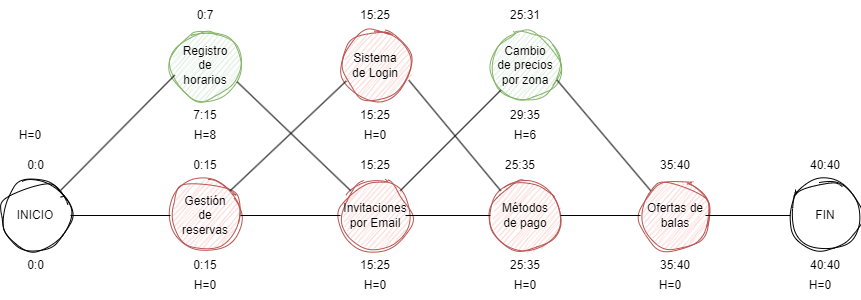 0:7
15:25
25:31
Registro
de
horarios
Sistema
de Login
Cambio
de precios
por zona
7:15
15:25
29:35
H=0
H=8
H=0
H=6
0:0
0:15
15:25
25:35
35:40
40:40
INICIO
Gestión
de
reservas
Invitaciones
por Email
Métodos
de pago
Ofertas de
balas
FIN
0:0
0:15
15:25
25:35
35:40
40:40
H=0
H=0
H=0
H=0
H=0